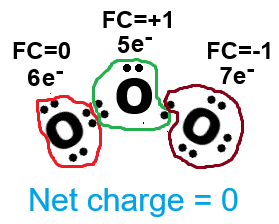 FC=+1
5e⁻
FC=0
6e⁻
FC=-1
7e⁻
O
O
O
Net charge = 0